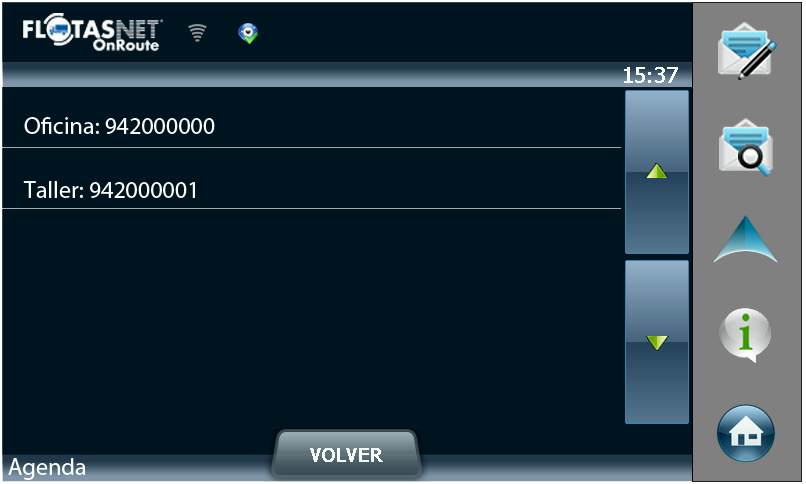 FLOTASNET
OnRoute
15:37
Oficina: 942000000
Taller: 942000001
VOLVER
Agenda